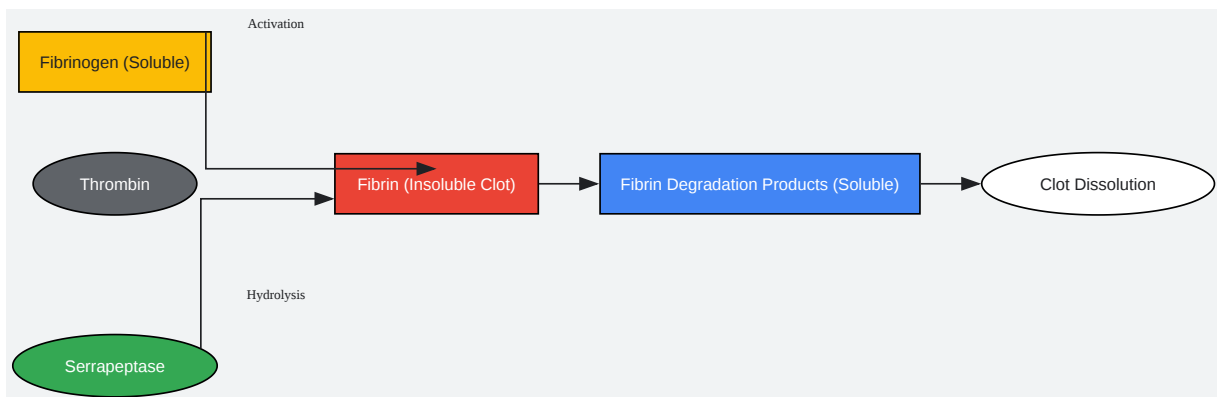 Activation
Fibrinogen (Soluble)
Thrombin
Fibrin (Insoluble Clot)
Fibrin Degradation Products (Soluble)
Clot Dissolution
Hydrolysis
Serrapeptase